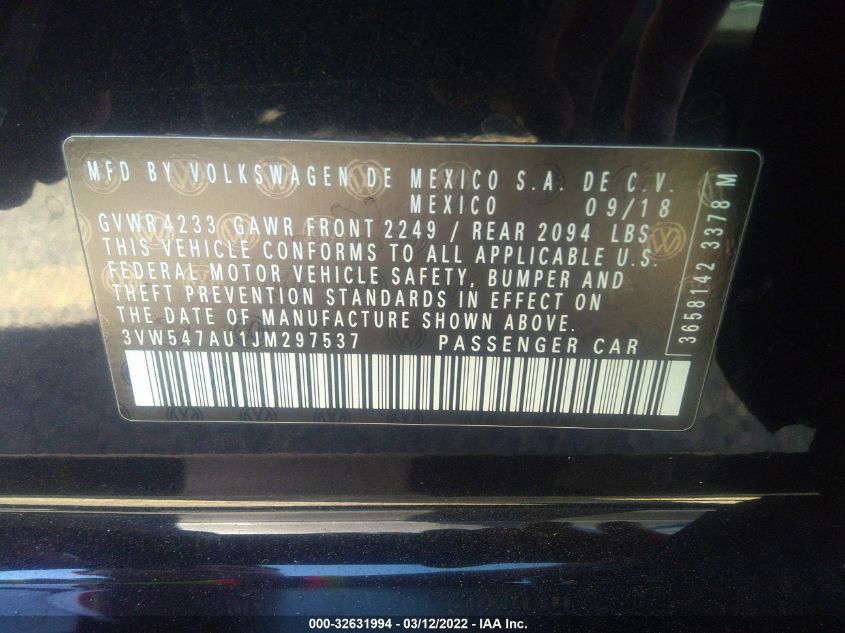 MFD BY VOLKSWAGEN DE MEXICO S.A. DE C.V.
MEXICO 09/18
GVWR4233 GAWR FRONT 2249 / REAR 2094 LBS
THIS VEHICLE CONFORMS TO ALL APPLICABLE U.S.
FEDERAL MOTOR VEHICLE SAFETY, BUMPER AND
THEFT PREVENTION STANDARDS IN EFFECT ON
THE DATE OF MANUFACTURE SHOWN ABOVE.
3VW547AU1JM297537 PASSENGER CAR
3658142 3378 M
000-32631994 - 03/12/2022 - IAA Inc.